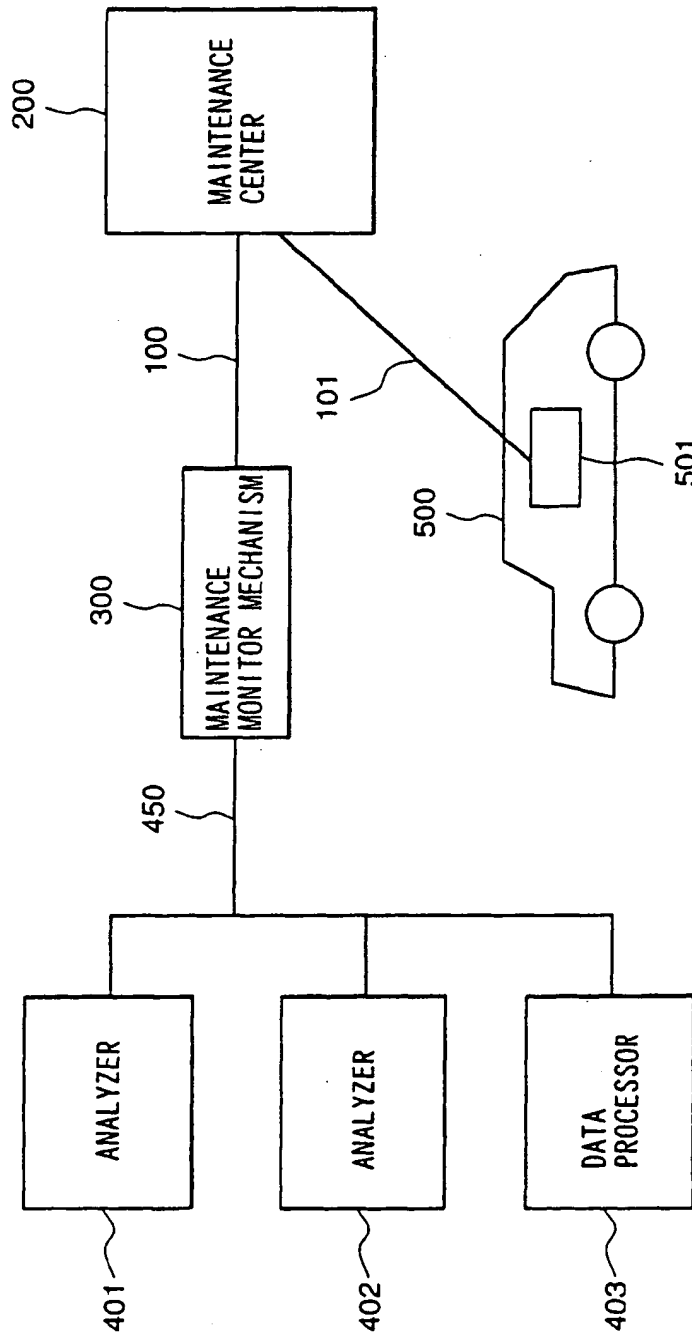 401
ANALYZER
402
ANALYZER
403
DATA
PROCESSOR
450
300
MAINTENANCE
MONITOR MECHANISM
100
200
MAINTENANCE
CENTER
101
500
501